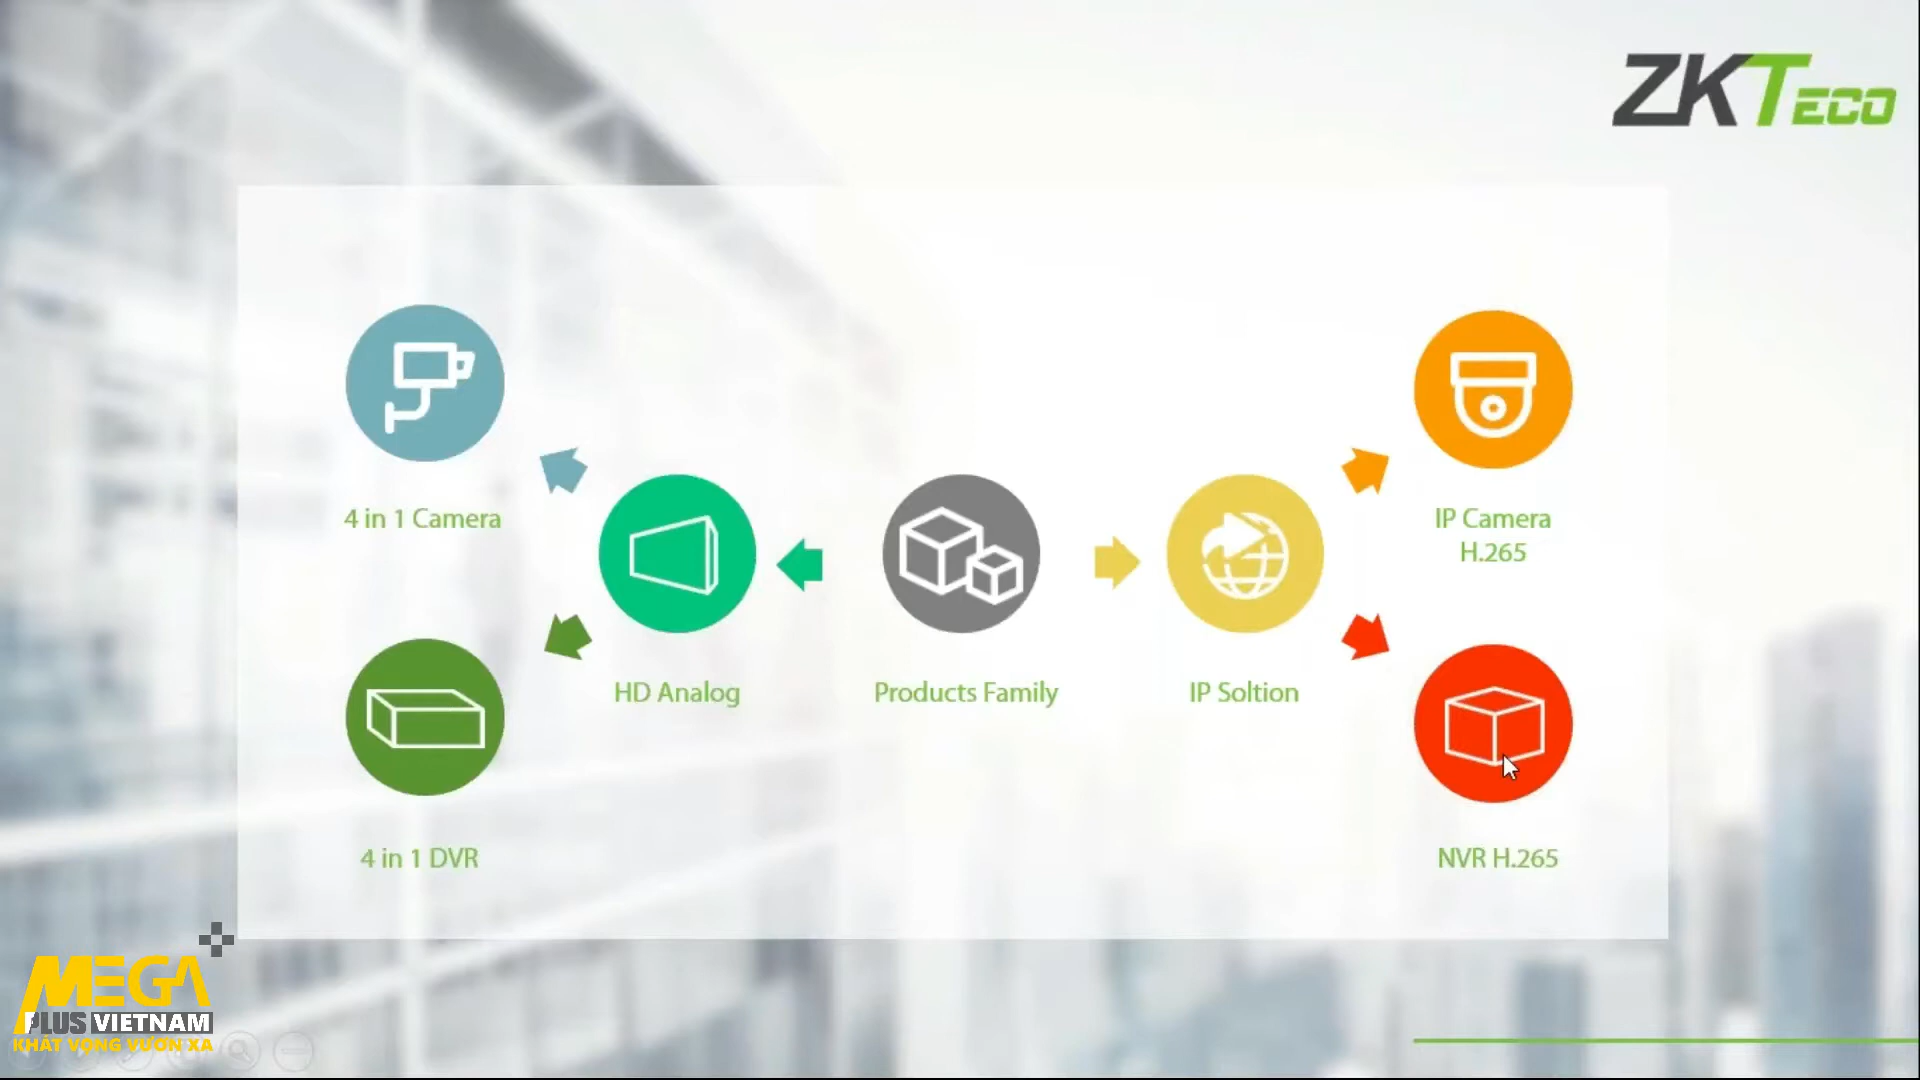 ZKTECO
4 in 1 Camera
IP Camera
H.265
HD Analog
Products Family
IP Soltion
4 in 1 DVR
NVR H.265
MEGA
PLUS VIETNAM
KHÁT VỌNG VƯƠN XA